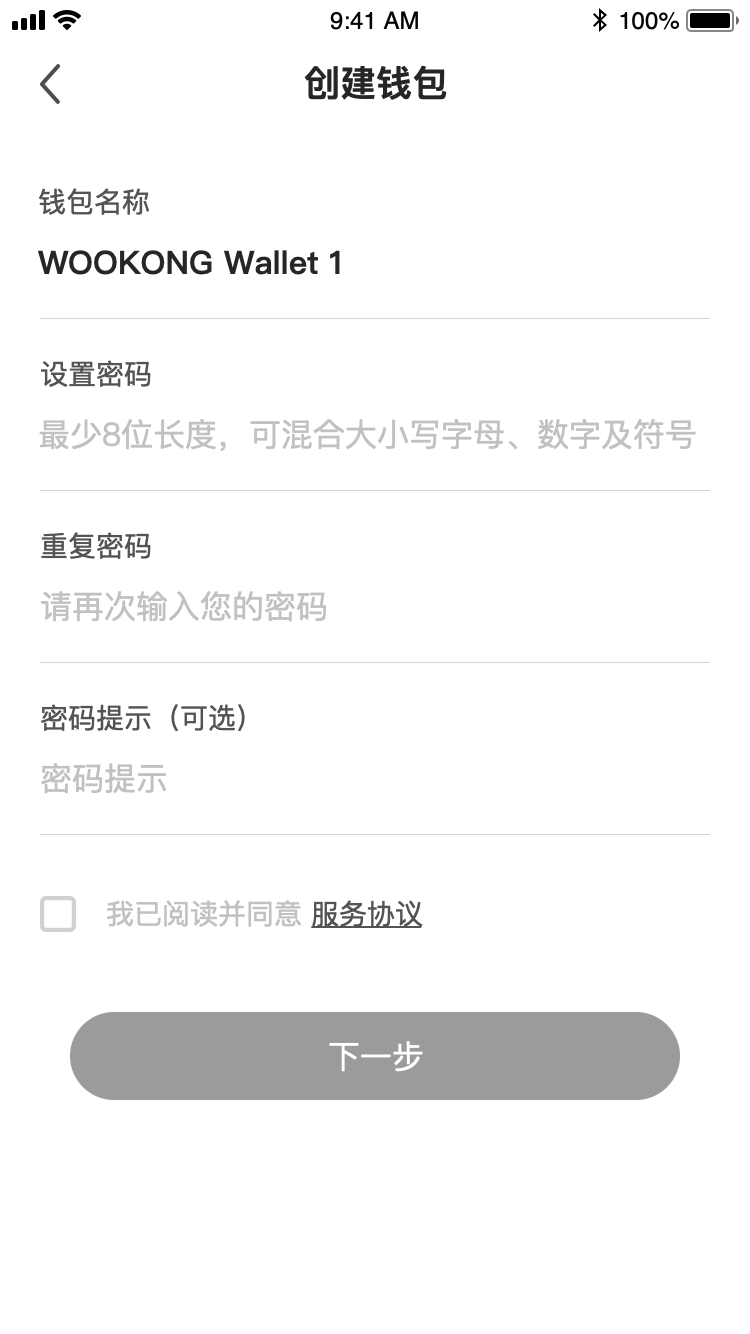 9:41 AM
100%
创建钱包
钱包名称
WOOKONG Wallet 1
设置密码
最少8位长度，可混合大小写字母、数字及符号
重复密码
请再次输入您的密码
密码提示（可选）
密码提示
我已阅读并同意 服务协议
下一步